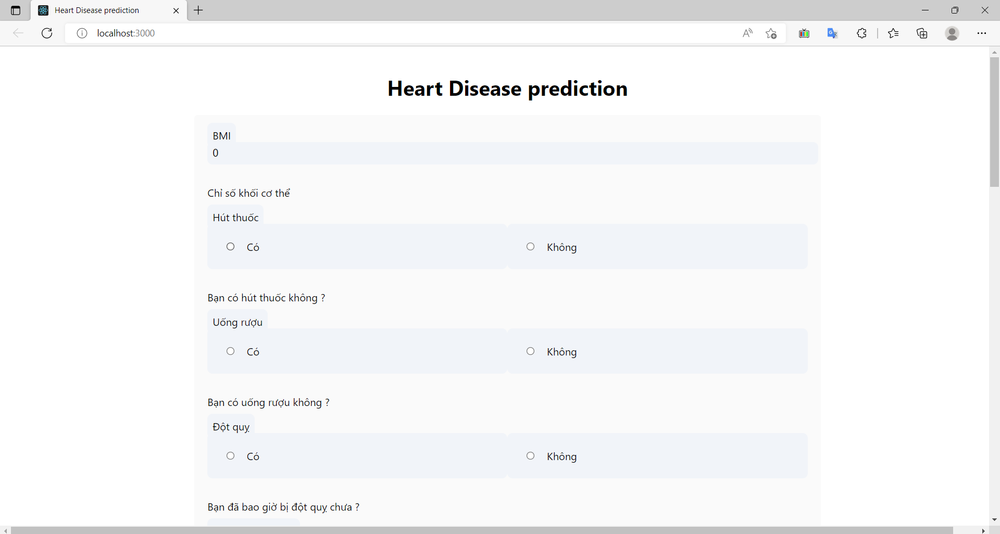 Heart Disease prediction
localhost:3000
Heart Disease prediction
BMI
0
Chỉ số khối cơ thể
Hút thuốc
Có
Không
Bạn có hút thuốc không ?
Uống rượu
Có
Không
Bạn có uống rượu không ?
Đột quỵ
Có
Không
Bạn đã bao giờ bị đột quỵ chưa ?